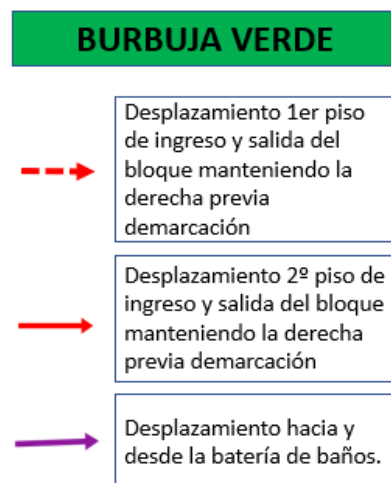 BURBUJA VERDE
Desplazamiento 1er piso
de ingreso y salida del
bloque manteniendo la
derecha previa
demarcación
Desplazamiento 2º piso de
ingreso y salida del bloque
manteniendo la derecha
previa demarcación
Desplazamiento hacia y
desde la batería de baños.